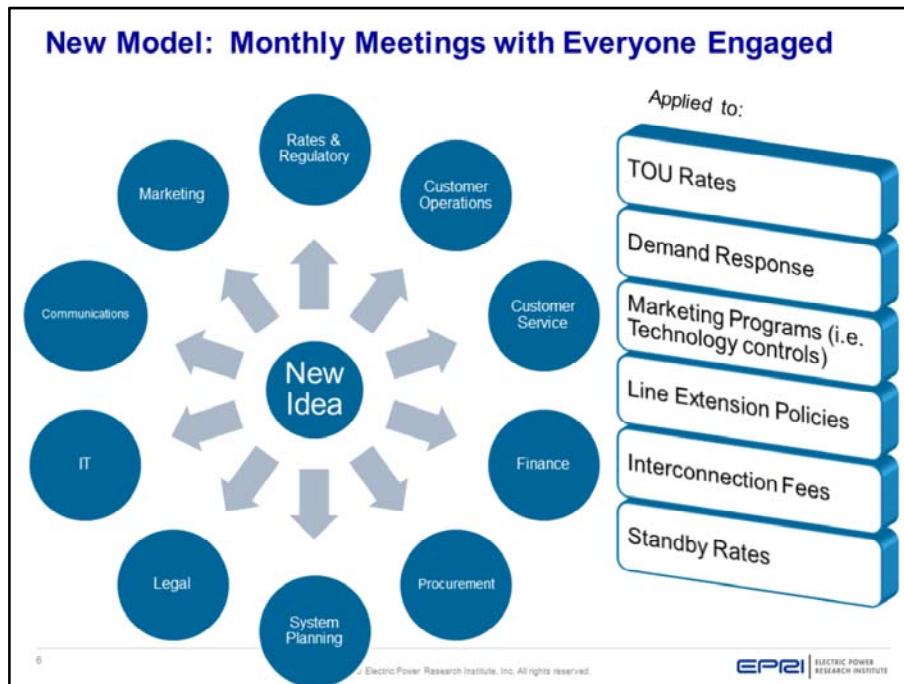 New Model: Monthly Meetings with Everyone Engaged
Rates &
Regulatory
Customer
Operations
Customer
Service
Finance
Procurement
System
Planning
Legal
IT
Communications
Marketing
New
Idea
Applied to:
TOU Rates
Demand Response
Marketing Programs (i.e.
Technology controls)
Line Extension Policies
Interconnection Fees
Standby Rates
6
Electric Power Research Institute, Inc. All rights reserved.
EPRI
ELECTRIC POWER
RESEARCH INSTITUTE